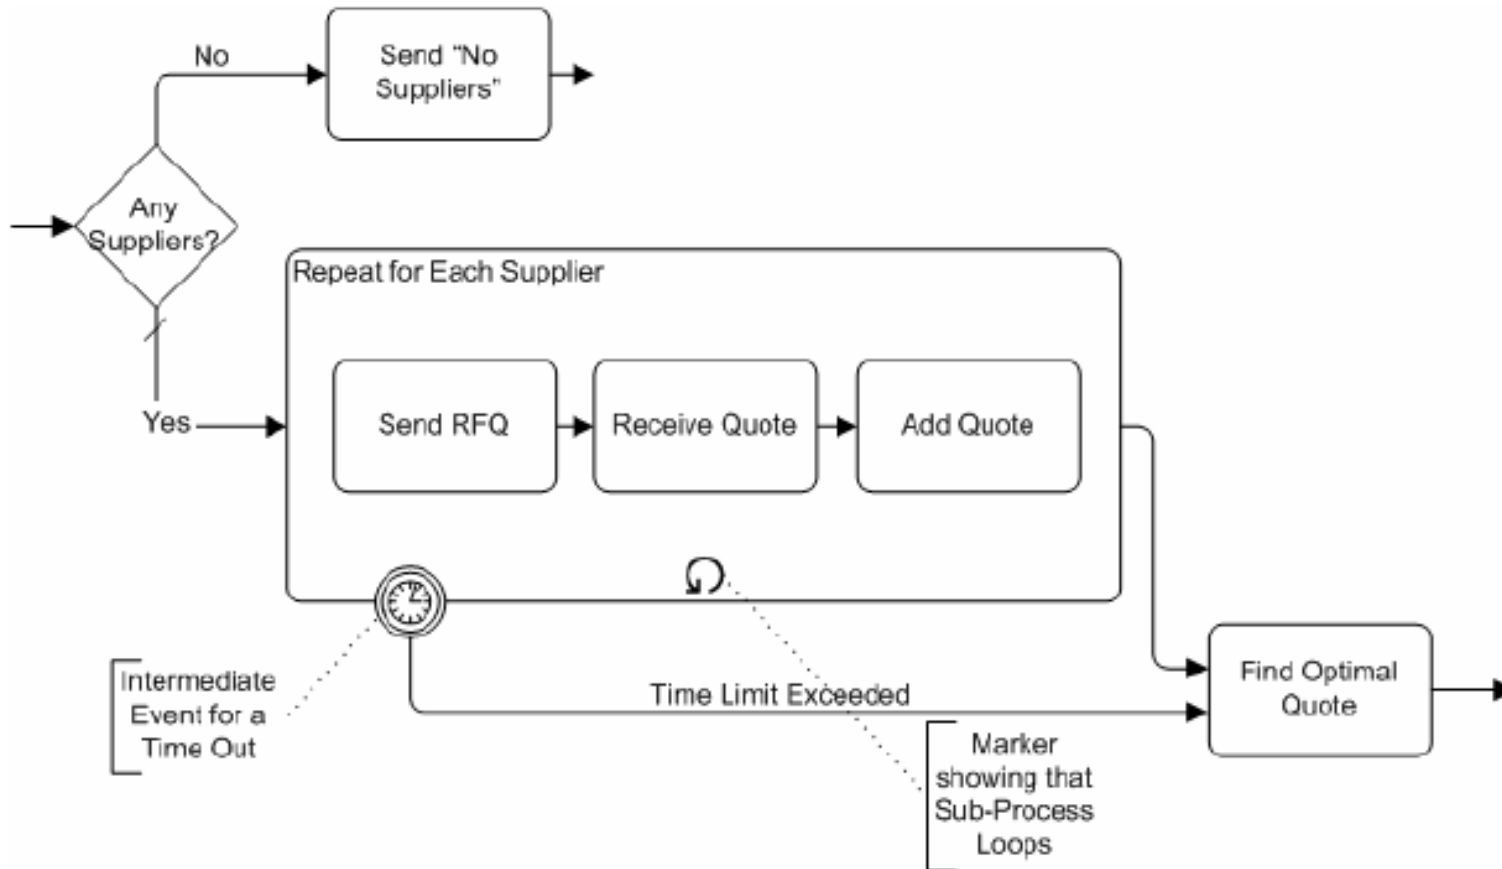 No
Send "No
Suppliers"
Any
Suppliers?
Repeat for Each Supplier
Yes
Send RFQ
Receive Quote
Add Quote
Intermediate
Event for a
Time Out
Time Limit Exceeded
Find Optimal
Quote
Marker
showing that
Sub-Process
Loops